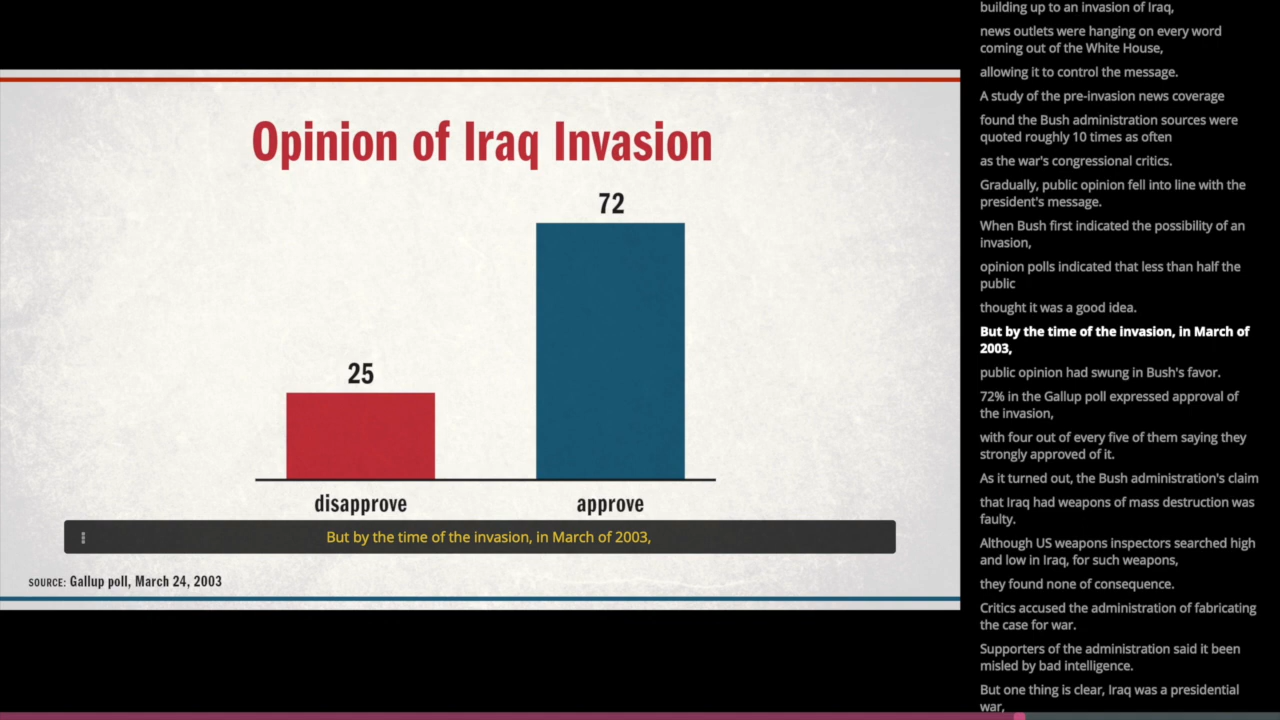 Opinion of Iraq Invasion
72
25
disapprove
approve
But by the time of the invasion, in March of 2003,
SOURCE: Gallup poll, March 24, 2003
building up to an invasion of Iraq,
news outlets were hanging on every word
coming out of the White House,
allowing it to control the message.
A study of the pre-invasion news coverage
found the Bush administration sources were
quoted roughly 10 times as often
as the war's congressional critics.
Gradually, public opinion fell into line with the
president's message.
When Bush first indicated the possibility of an
invasion,
opinion polls indicated that less than half the
public
thought it was a good idea.
But by the time of the invasion, in March of
2003,
public opinion had swung in Bush's favor.
72% in the Gallup poll expressed approval of
the invasion,
with four out of every five of them saying they
strongly approved of it.
As it turned out, the Bush administration's claim
that Iraq had weapons of mass destruction was
faulty.
Although US weapons inspectors searched high
and low in Iraq, for such weapons,
they found none of consequence.
Critics accused the administration of fabricating
the case for war.
Supporters of the administration said it been
misled by bad intelligence.
But one thing is clear, Iraq was a presidential
war,